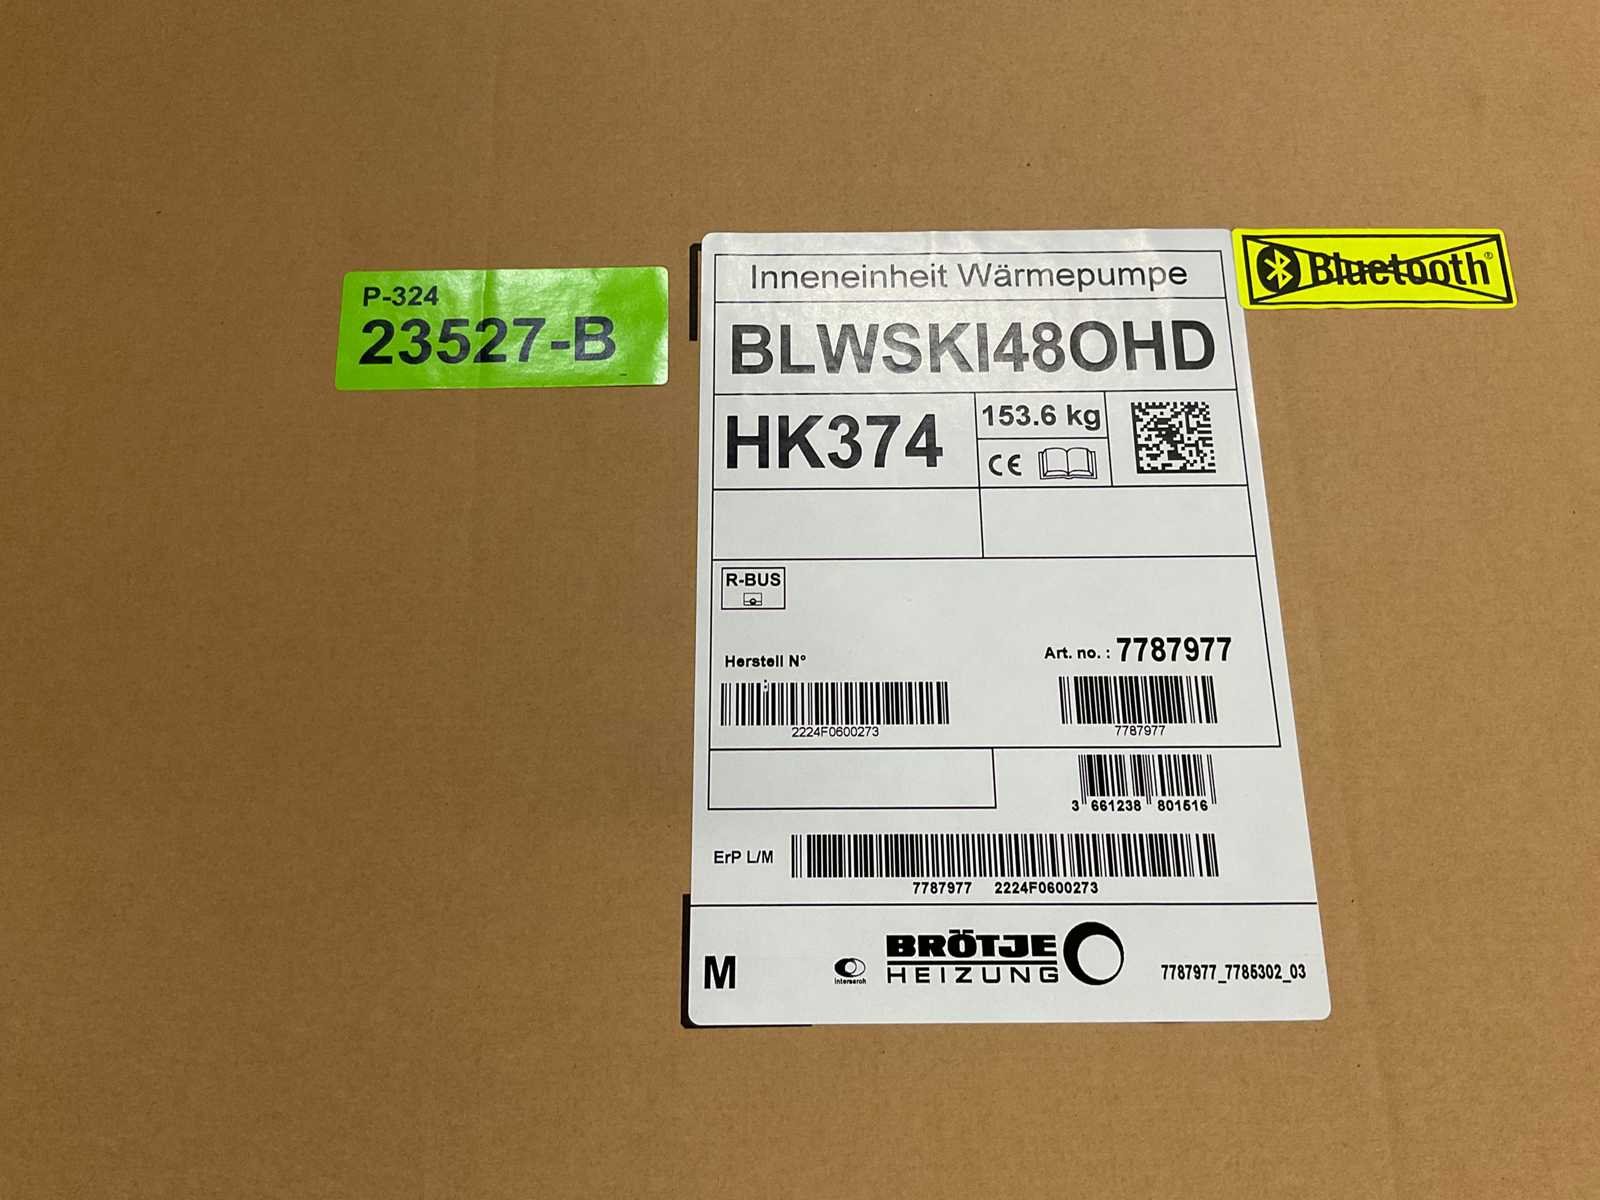 P-324
23527-B
Inneneinheit Wärmepumpe
Bluetooth®
BLWSKI48OHD
HK374
153.6 kg
CE
R-BUS
Herstell N°
Art. no. : 7787977
2224F0600273
7787977
3 661238 801516
ErP L/M
7787977 2224F0600273
M
intersaroh
BRÖTJE
HEIZUNG
7787977_7785302_03